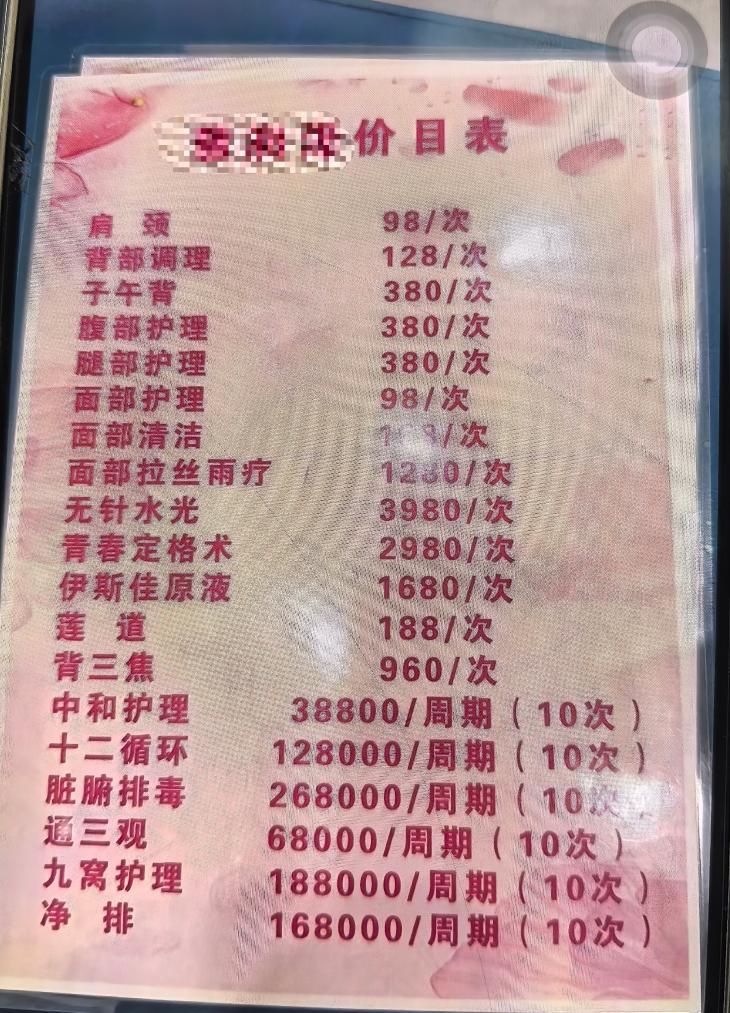 价目表
肩 颈 98/次
背部调理 128/次
子午背 380/次
腹部护理 380/次
腿部护理 380/次
面部护理 98/次
面部清洁 /次
面部拉丝雨疗 1280/次
无针水光 3980/次
青春定格术 2980/次
伊斯佳原液 1680/次
莲 道 188/次
背三焦 960/次
中和护理 38800/周期(10次)
十二循环 128000/周期(10次)
脏腑排毒 268000/周期(10次)
通三观 68000/周期(10次)
九窝护理 188000/周期(10次)
净 排 168000/周期(10次)